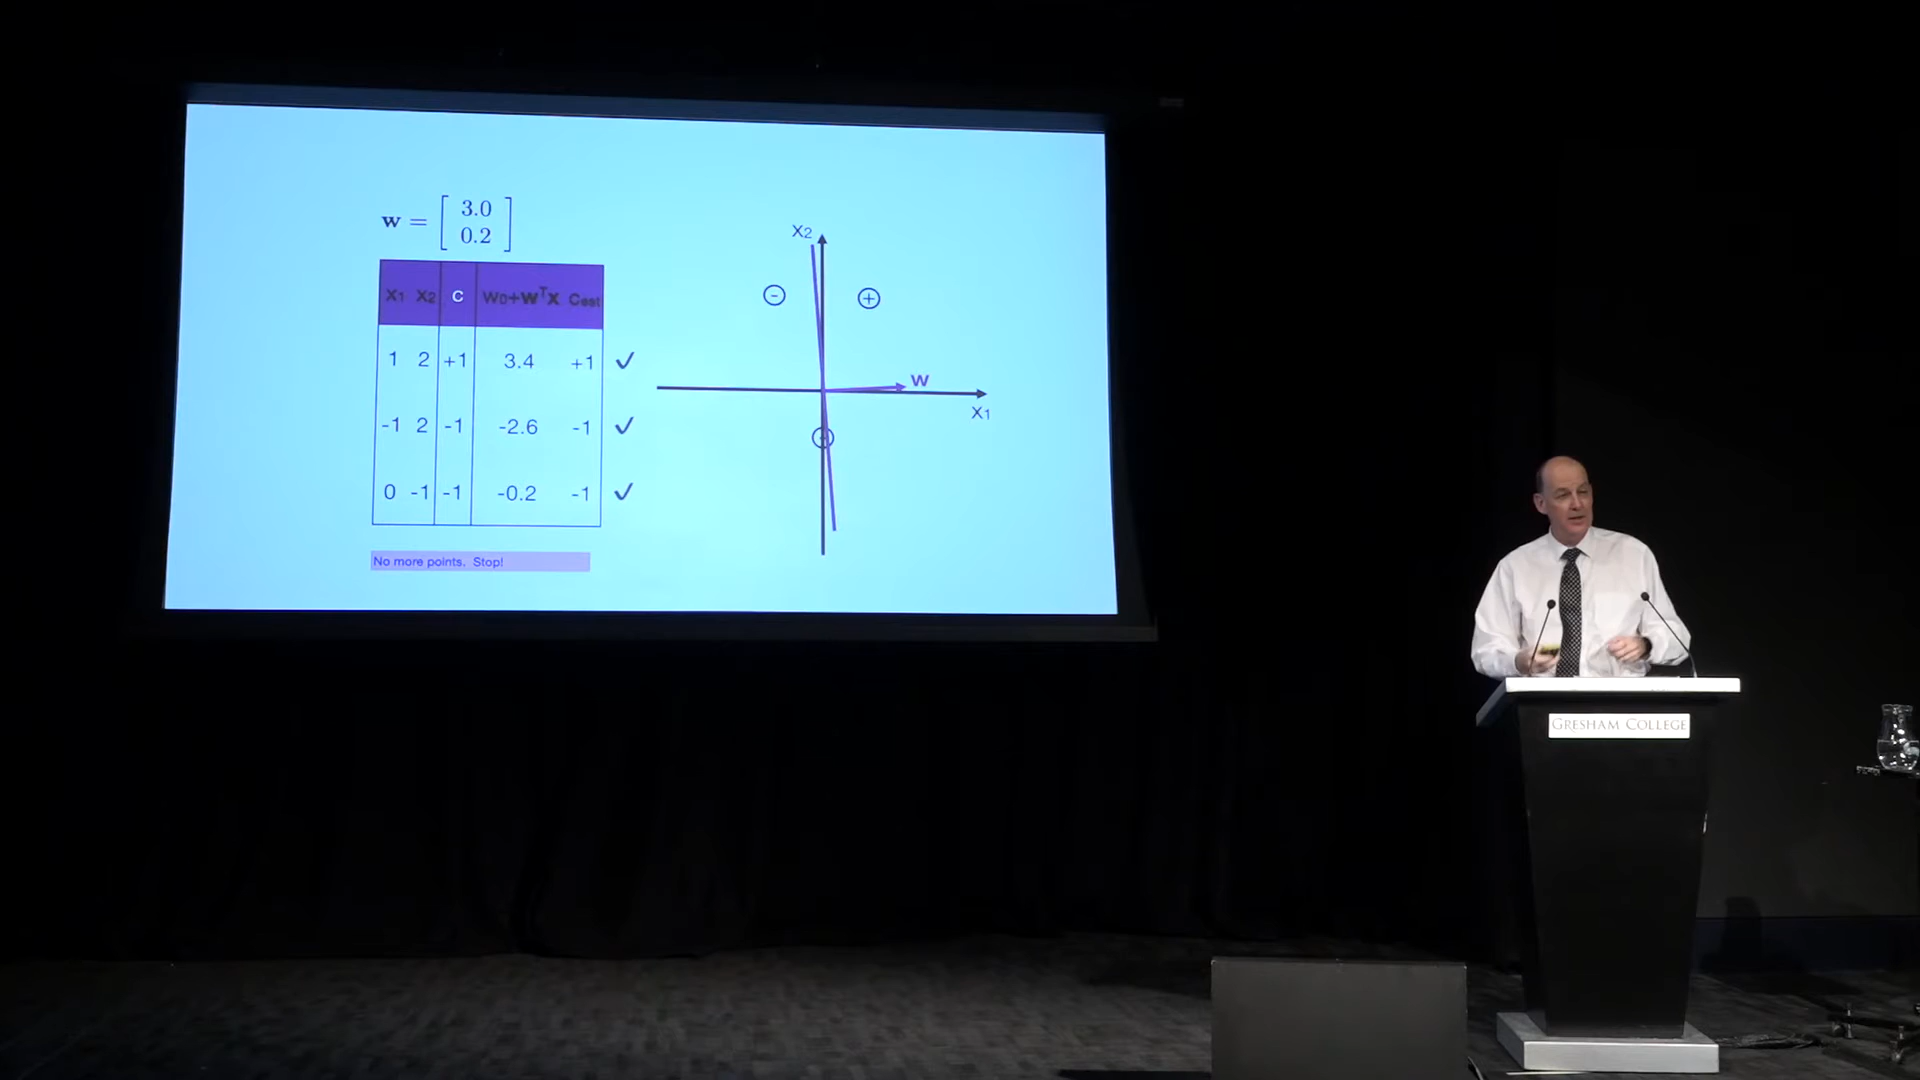 w = [3.0
0.2]
X1 X2 C W0+wTX Cest
1 2 +1 3.4 +1 ✓
-1 2 -1 -2.6 -1 ✓
0 -1 -1 -0.2 -1 ✓
No more points. Stop!
X2
- +
W
X1
-
GRESHAM COLLEGE